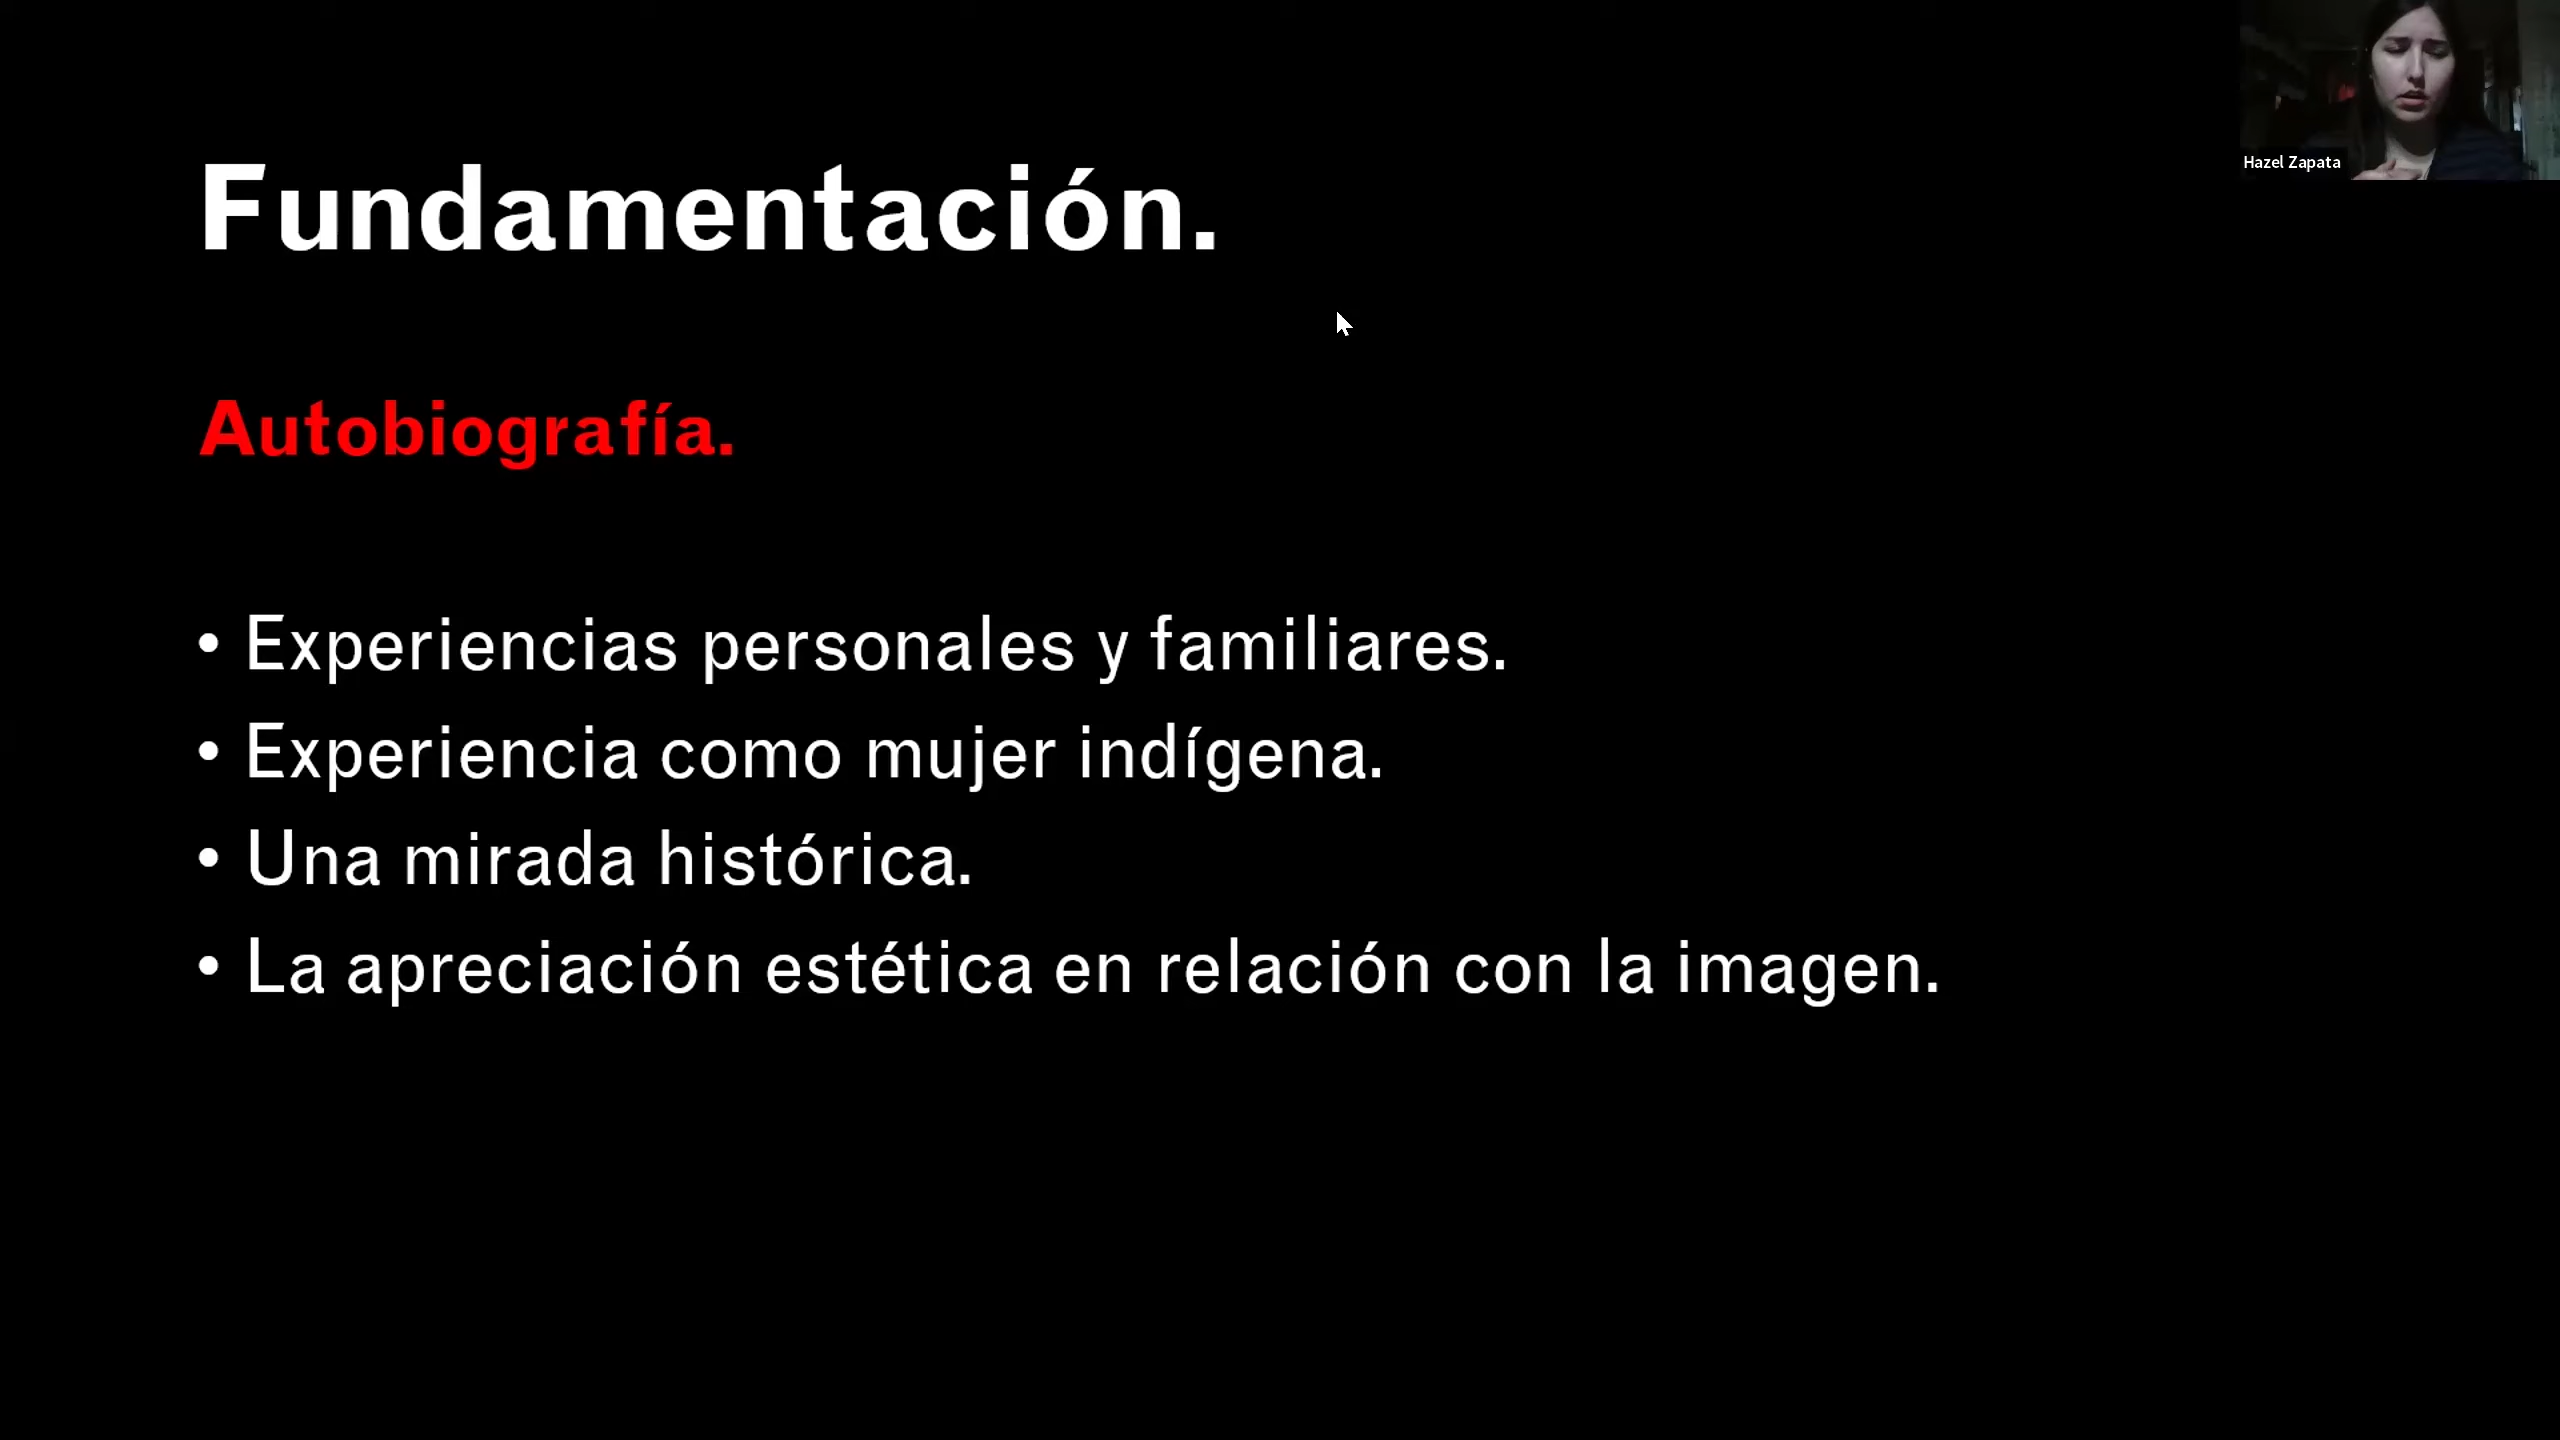 Fundamentación.
Hazel Zapata
Autobiografía.
• Experiencias personales y familiares.
• Experiencia como mujer indígena.
• Una mirada histórica.
• La apreciación estética en relación con la imagen.